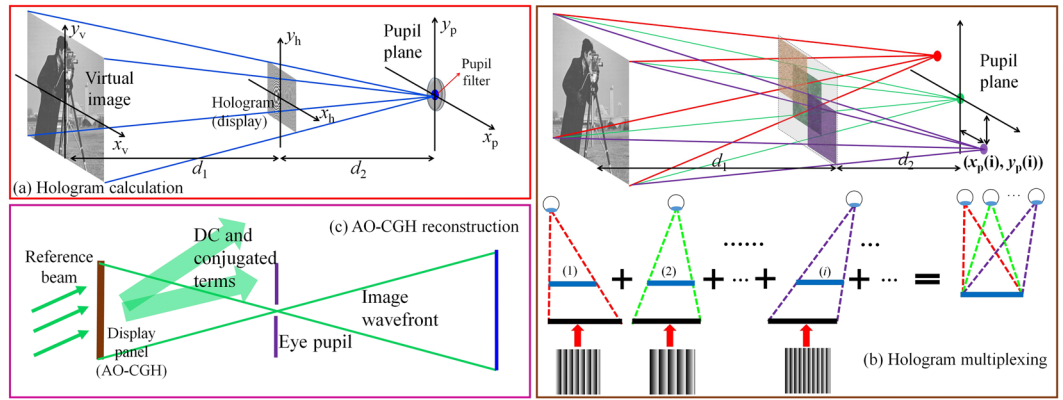 y_v
Virtual
image
x_v
y_h
Hologram
(display)
x_h
Pupil
plane
y_p
Pupil
filter
x_p
d_1
d_2
(a) Hologram calculation
Pupil
plane
d_1
d_2
(x_p(i), y_p(i))
(1)
(2)
(i)
+ + ... + + ... =
(b) Hologram multiplexing
(c) AO-CGH reconstruction
DC and
conjugated
terms
Reference
beam
Display
panel
(AO-CGH)
Image
wavefront
Eye pupil